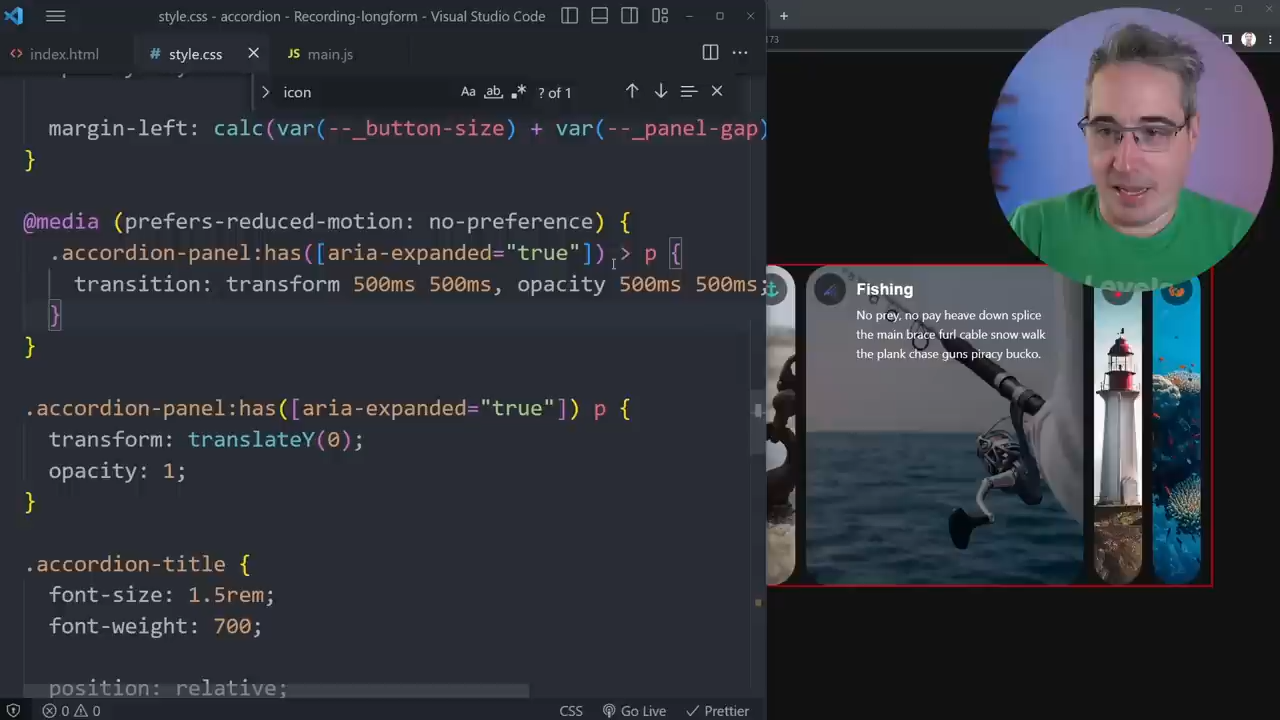 style.css - accordion - Recording-longform - Visual Studio Code
index.html
# style.css
JS main.js
icon
Aa
ab
? of 1
margin-left: calc(var(--_button-size) + var(--_panel-gap)
}
@media (prefers-reduced-motion: no-preference) {
.accordion-panel:has([aria-expanded="true"]) > p {
transition: transform 500ms 500ms, opacity 500ms 500ms;
}
}
.accordion-panel:has([aria-expanded="true"]) p {
transform: translateY(0);
opacity: 1;
}
.accordion-title {
font-size: 1.5rem;
font-weight: 700;
position: relative;
0 0
CSS
Go Live
Prettier
Fishing
No prey, no pay heave down splice
the main brace furl cable snow walk
the plank chase guns piracy bucko.